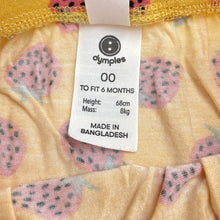 dymples
00
TO FIT 6 MONTHS
Height: 68cm
Mass: 8kg
MADE IN
BANGLADESH